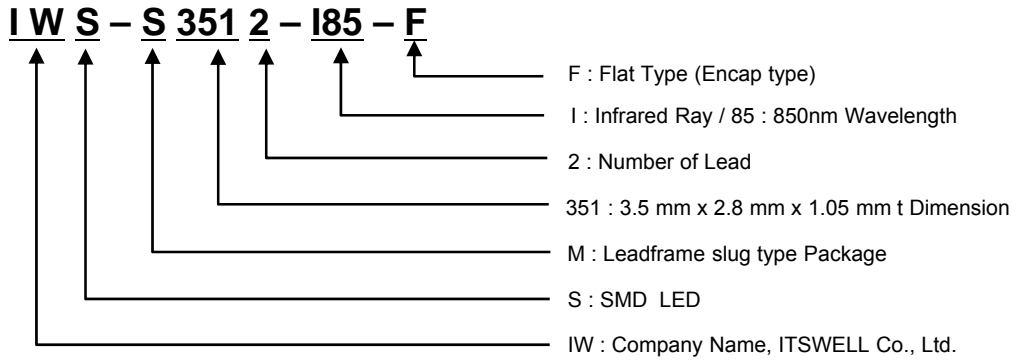 I W S – S 351 2 – I85 – F
F : Flat Type (Encap type)
I : Infrared Ray / 85 : 850nm Wavelength
2 : Number of Lead
351 : 3.5 mm x 2.8 mm x 1.05 mm t Dimension
M : Leadframe slug type Package
S : SMD LED
IW : Company Name, ITSWELL Co., Ltd.